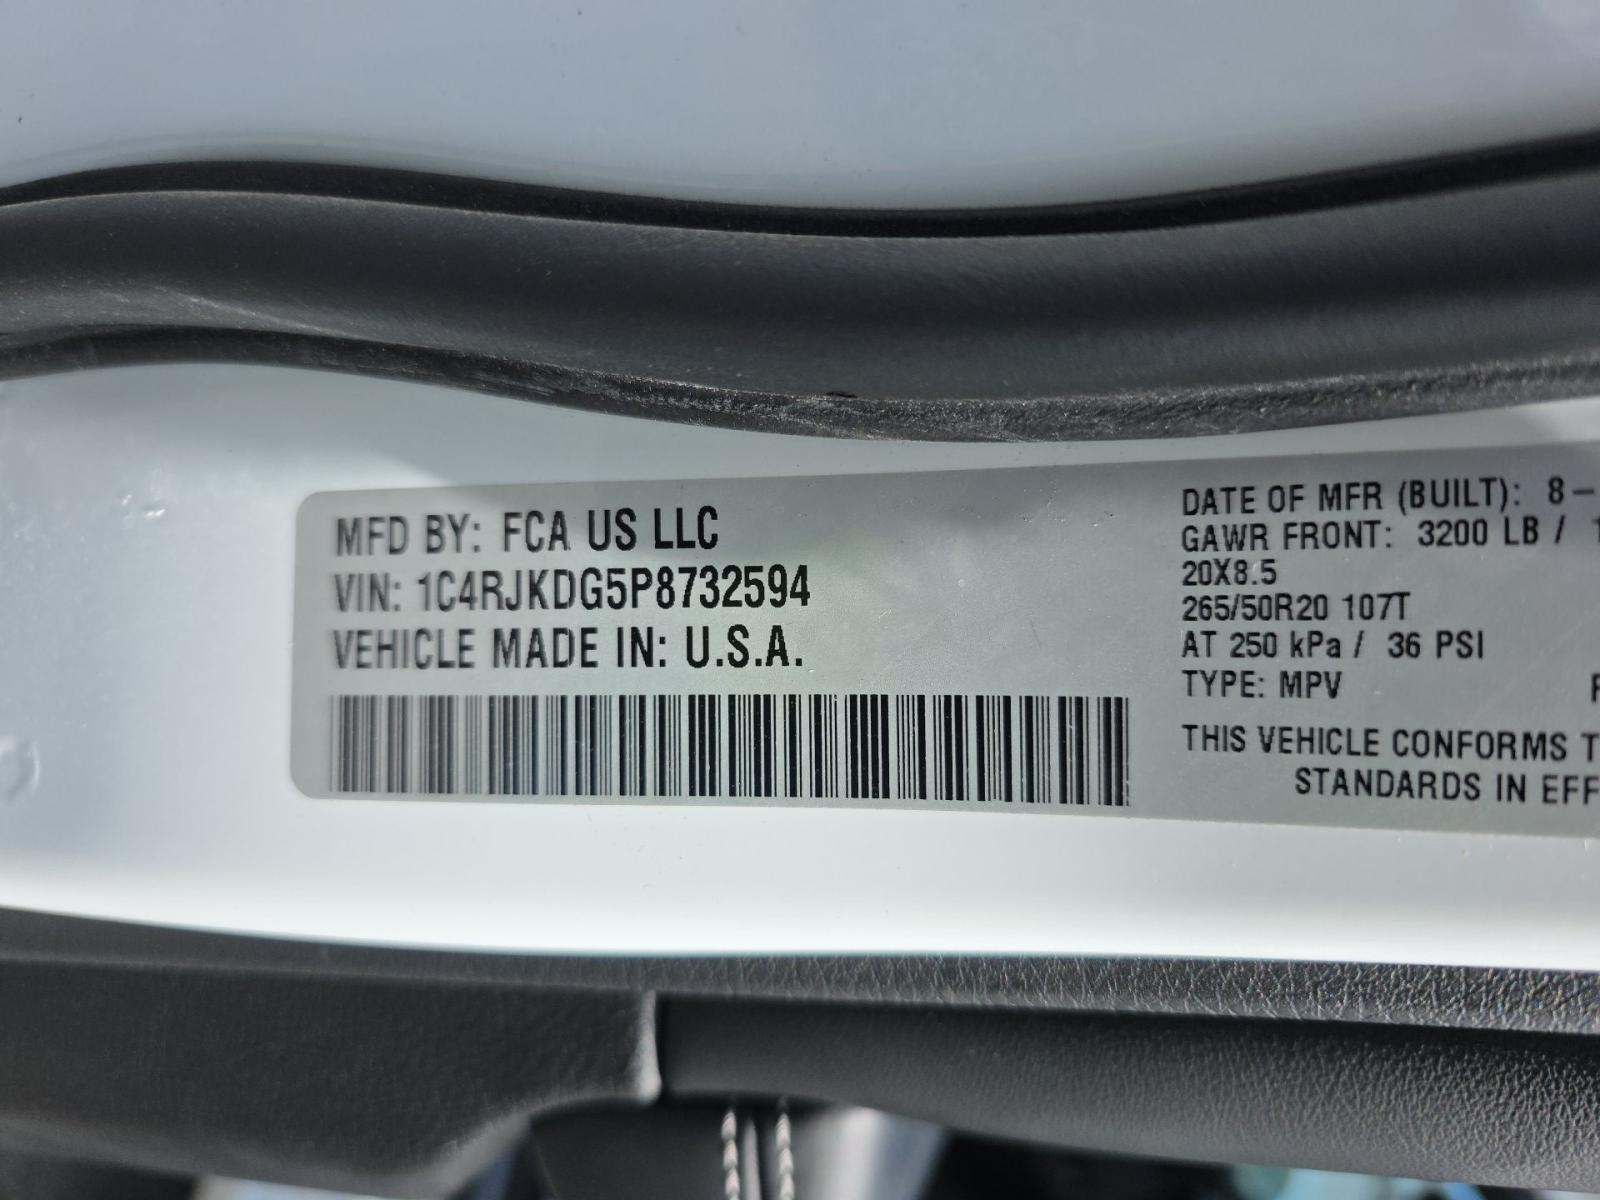 MFD BY: FCA US LLC
VIN: 1C4RJKDG5P8732594
VEHICLE MADE IN: U.S.A.
DATE OF MFR (BUILT): 8-
GAWR FRONT: 3200 LB /
20X8.5
265/50R20 107T
AT 250 kPa / 36 PSI
TYPE: MPV
THIS VEHICLE CONFORMS T
STANDARDS IN EFF